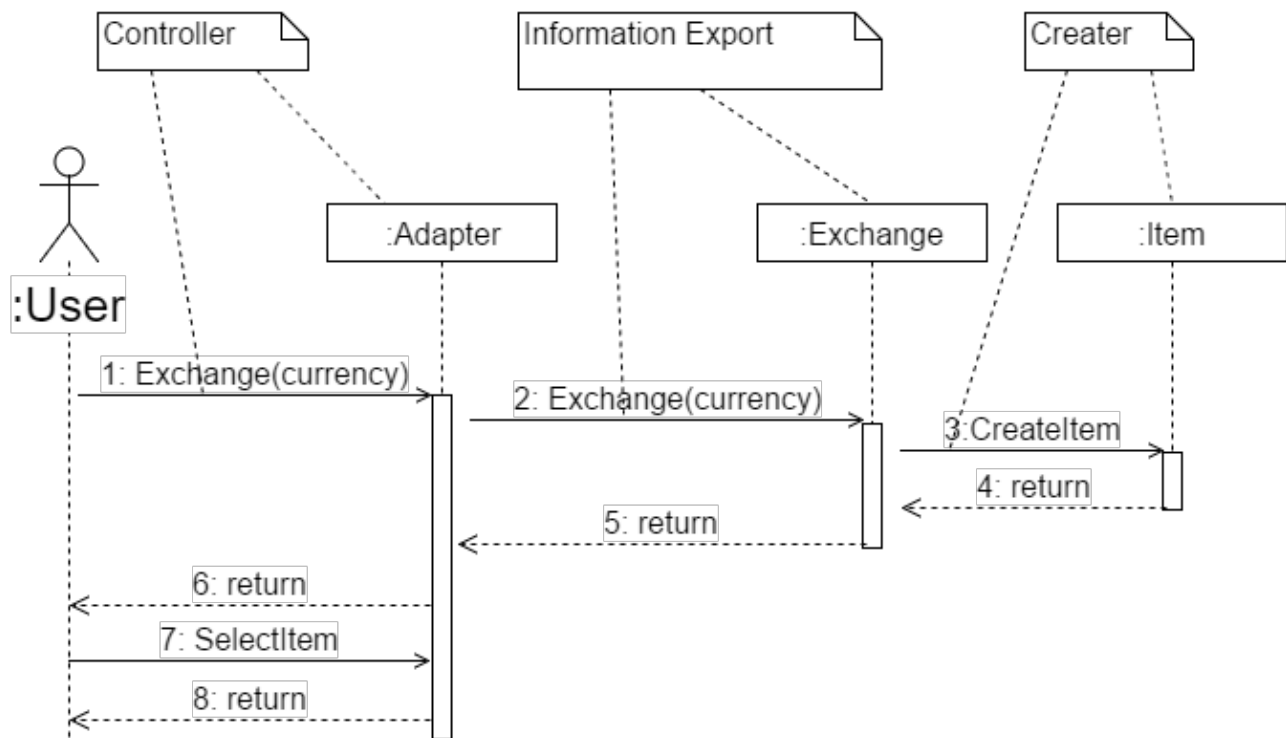 Controller
Information Export
Creater
:User
:Adapter
:Exchange
:Item
1: Exchange(currency)
2: Exchange(currency)
3:CreateItem
4: return
5: return
6: return
7: SelectItem
8: return